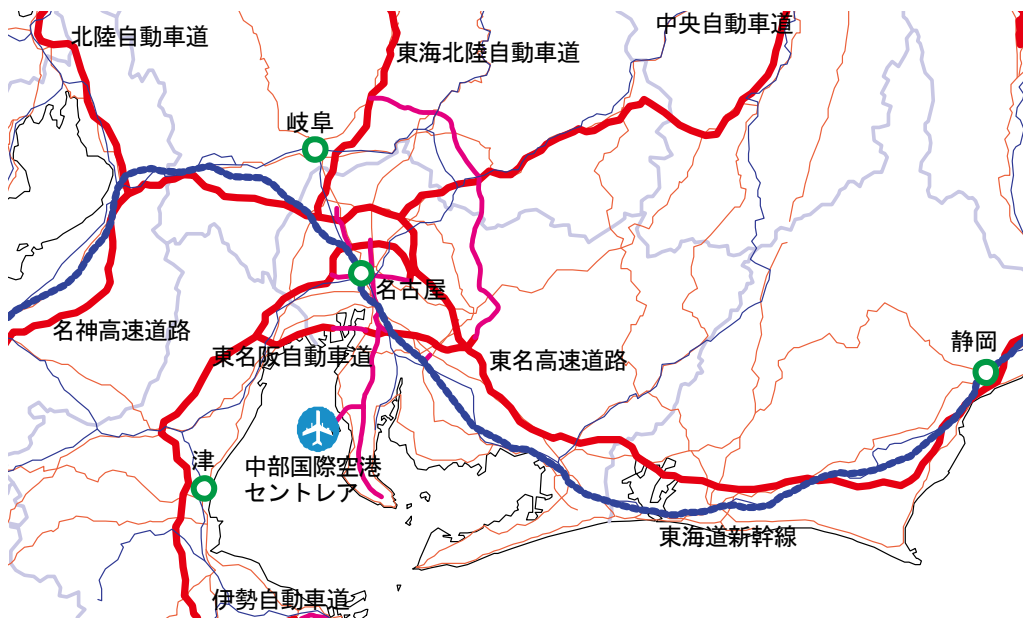 北陸自動車道
東海北陸自動車道
中央自動車道
岐阜
名古屋
名神高速道路
東名阪自動車道
東名高速道路
静岡
津
中部国際空港
セントレア
東海道新幹線
伊勢自動車道